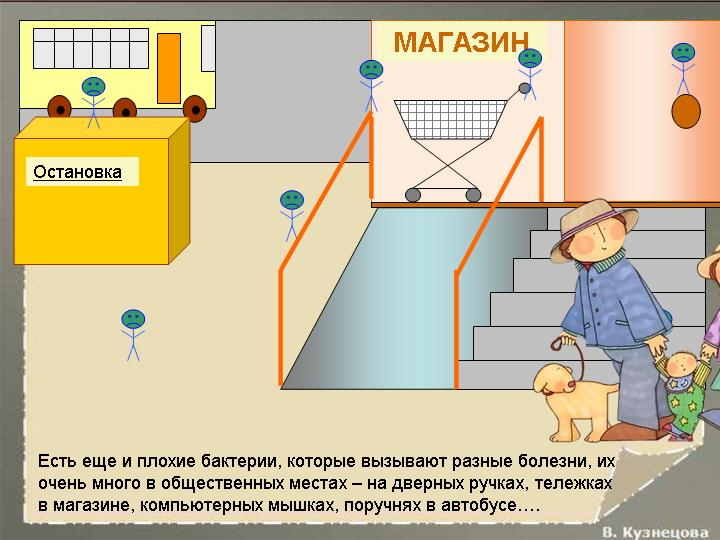 МАГАЗИН
Остановка
Есть еще и плохие бактерии, которые вызывают разные болезни, их
очень много в общественных местах – на дверных ручках, тележках
в магазине, компьютерных мышках, поручнях в автобусе….
В. Кузнецова